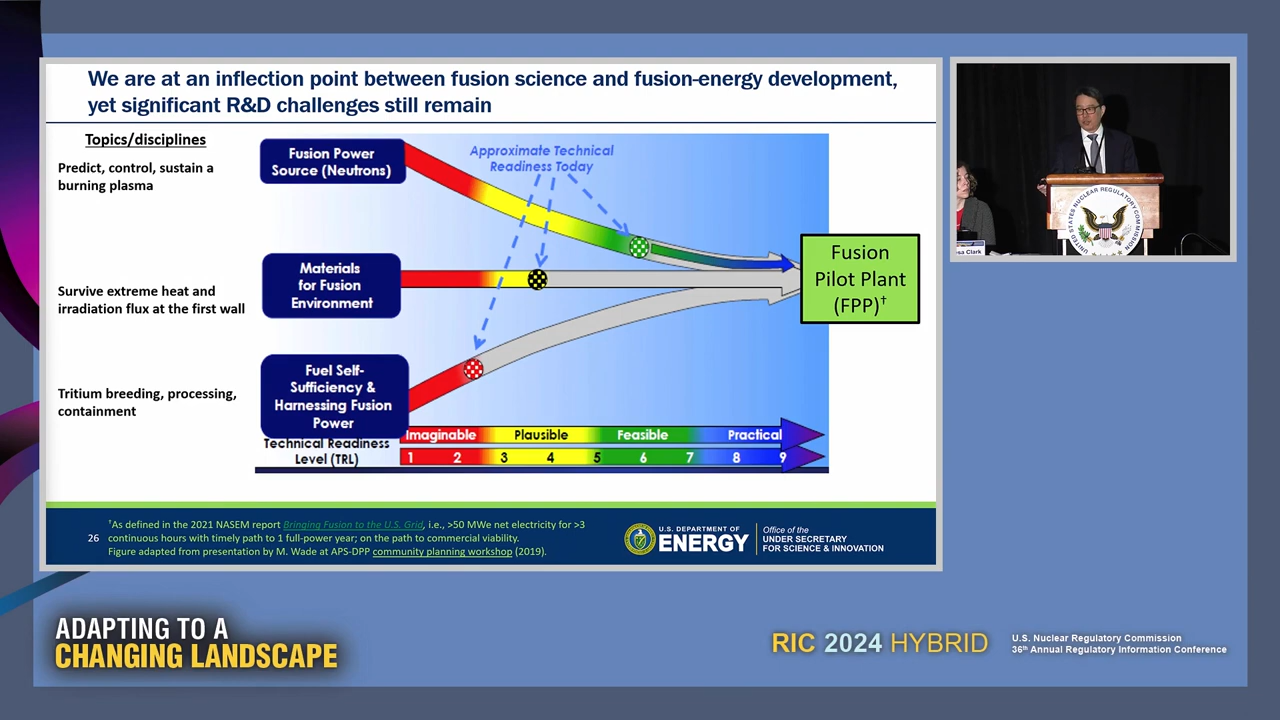 We are at an inflection point between fusion science and fusion-energy development,
yet significant R&D challenges still remain
Topics/disciplines
Predict, control, sustain a
burning plasma
Survive extreme heat and
irradiation flux at the first wall
Tritium breeding, processing,
containment
Fusion Power
Source (Neutrons)
Approximate Technical
Readiness Today
Materials
for Fusion
Environment
Fuel Self-
Sufficiency &
Harnessing Fusion
Power
Fusion
Pilot Plant
(FPP)†
Technical Readiness
Level (TRL)
Imaginable Plausible Feasible Practical
1 2 3 4 5 6 7 8 9
26
†As defined in the 2021 NASEM report Bringing Fusion to the U.S. Grid, i.e., >50 MWe net electricity for >3
continuous hours with timely path to 1 full-power year; on the path to commercial viability.
Figure adapted from presentation by M. Wade at APS-DPP community planning workshop (2019).
U.S. DEPARTMENT OF
ENERGY
Office of the
UNDER SECRETARY
FOR SCIENCE & INNOVATION
UNITED STATES NUCLEAR REGULATORY COMMISSION
sa Clark
ADAPTING TO A
CHANGING LANDSCAPE
RIC 2024 HYBRID
U.S. Nuclear Regulatory Commission
36th Annual Regulatory Information Conference